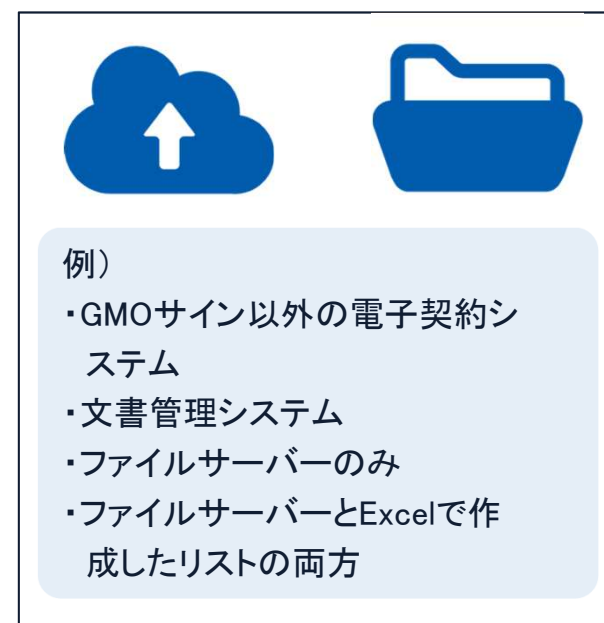 例）
・GMOサイン以外の電子契約シ
ステム
・文書管理システム
・ファイルサーバーのみ
・ファイルサーバーとExcelで作
成したリストの両方